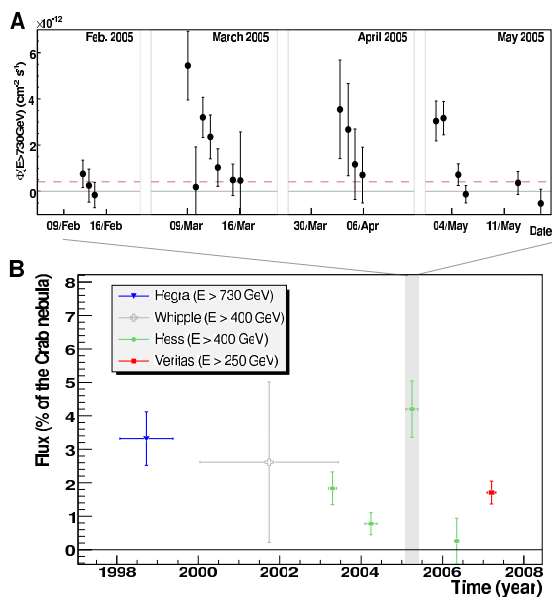 A
×10⁻¹²
Feb. 2005 March 2005 April 2005 May 2005
Φ(E>730GeV) (cm⁻² s⁻¹)
6
4
2
0
09/Feb 16/Feb 09/Mar 16/Mar 30/Mar 06/Apr 04/May 11/May Date
B
Flux (% of the Crab nebula)
8
7
6
5
4
3
2
1
0
Hegra (E > 730 GeV)
Whipple (E > 400 GeV)
Hess (E > 400 GeV)
Veritas (E > 250 GeV)
1998 2000 2002 2004 2006 2008
Time (year)